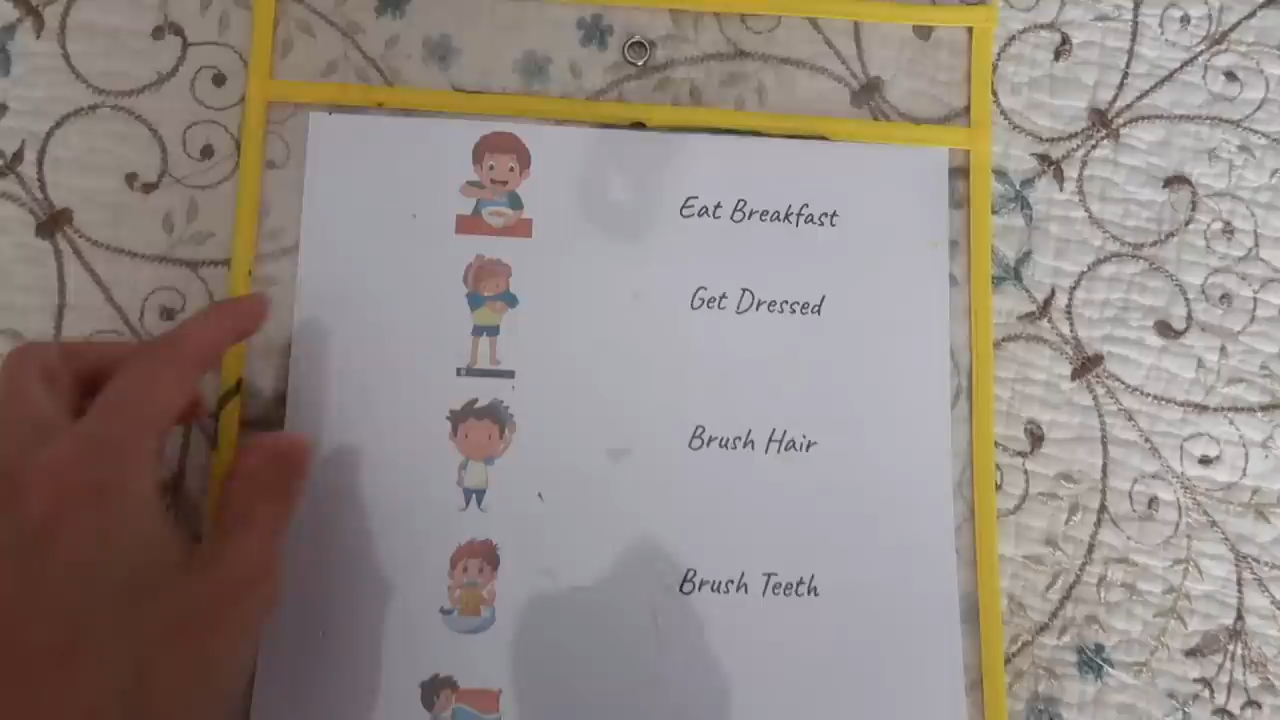 Eat Breakfast
Get Dressed
Brush Hair
Brush Teeth